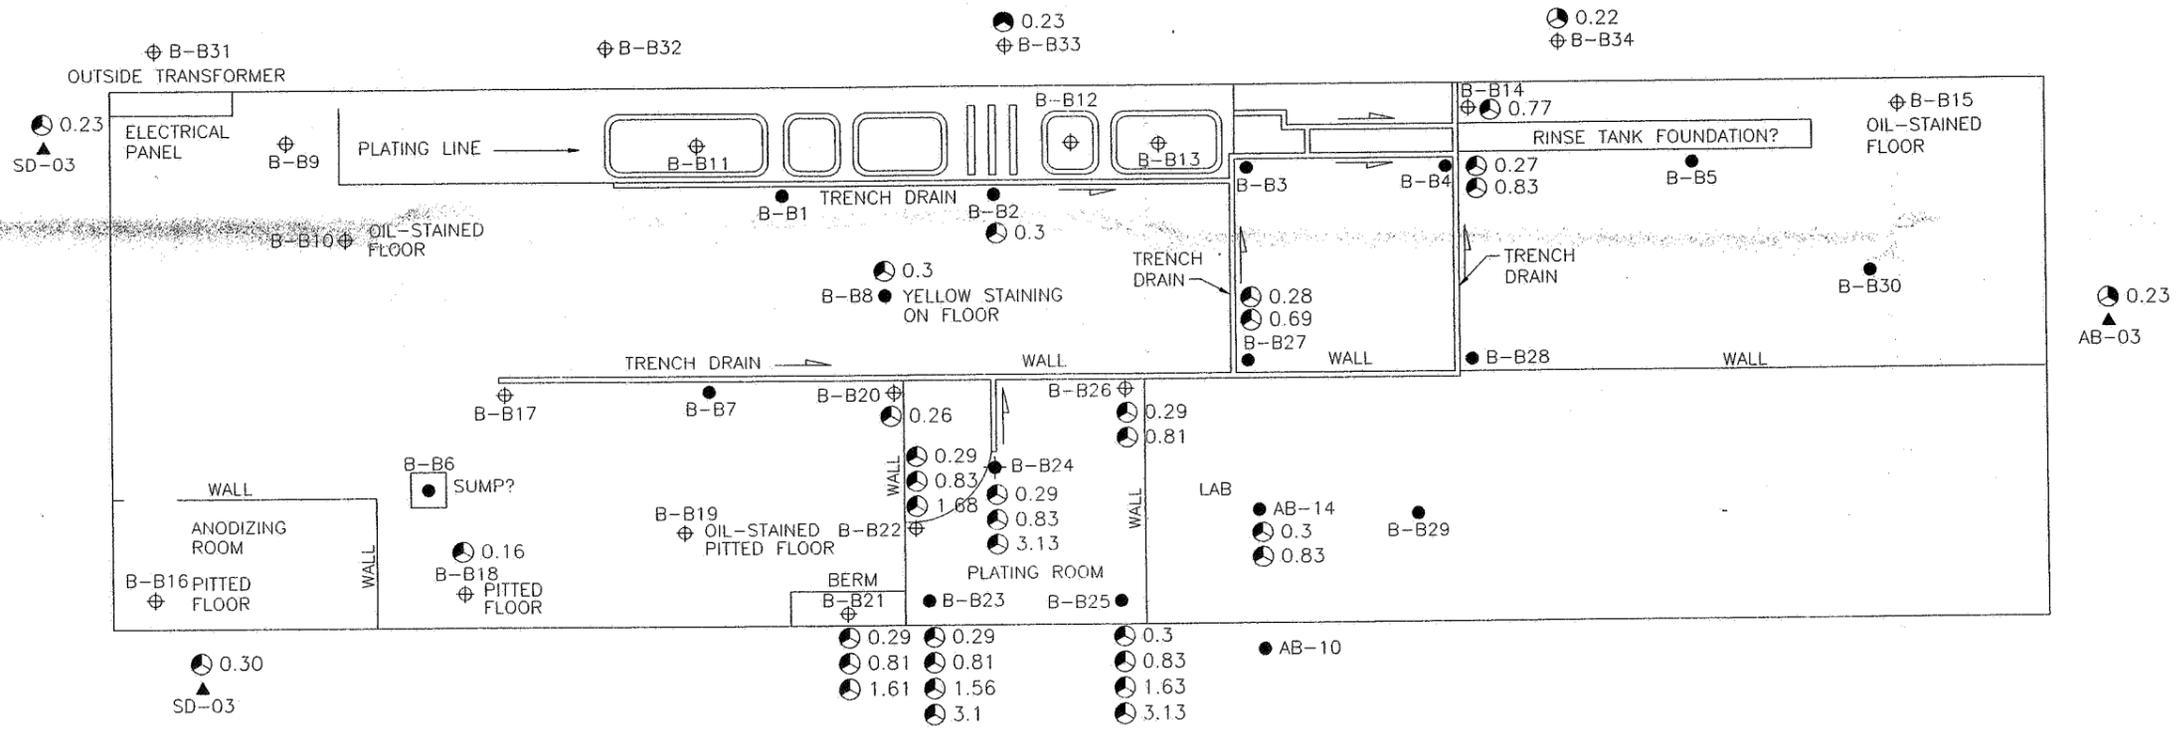 0.23
B-B33
0.22
B-B34
B-B31
B-B32
OUTSIDE TRANSFORMER
0.23
SD-03
ELECTRICAL
PANEL
B-B9
PLATING LINE
B-B11
B-B12
B-B13
B-B14
0.77
B-B15
OIL-STAINED
FLOOR
RINSE TANK FOUNDATION?
B-B3
B-B4
0.27
0.83
B-B5
TRENCH DRAIN
B-B1
B-B2
0.3
B-B10
OIL-STAINED
FLOOR
0.3
B-B8
YELLOW STAINING
ON FLOOR
TRENCH
DRAIN
TRENCH
DRAIN
0.28
0.69
B-B27
B-B30
0.23
AB-03
TRENCH DRAIN
WALL
WALL
B-B28
WALL
B-B17
B-B7
B-B20
0.26
B-B26
0.29
0.81
B-B6
SUMP?
WALL
0.29
0.83
1.68
B-B24
0.29
0.83
3.13
WALL
LAB
AB-14
0.3
0.83
B-B29
WALL
ANODIZING
ROOM
WALL
B-B19
OIL-STAINED
PITTED FLOOR
B-B22
0.16
B-B18
PITTED
FLOOR
B-B16
PITTED
FLOOR
BERM
B-B21
PLATING ROOM
B-B23
B-B25
0.29
0.81
1.61
0.29
0.81
1.56
3.1
0.3
0.83
1.63
3.13
AB-10
0.30
SD-03